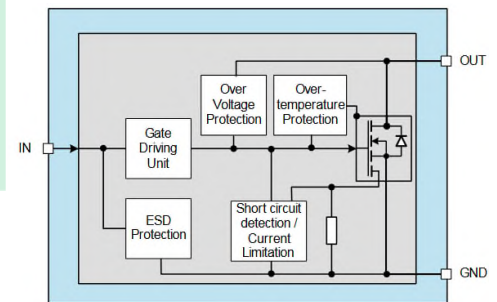 OUT
Over
Voltage
Protection
Over-
temperature
Protection
IN
Gate
Driving
Unit
ESD
Protection
Short circuit
detection /
Current
Limitation
GND